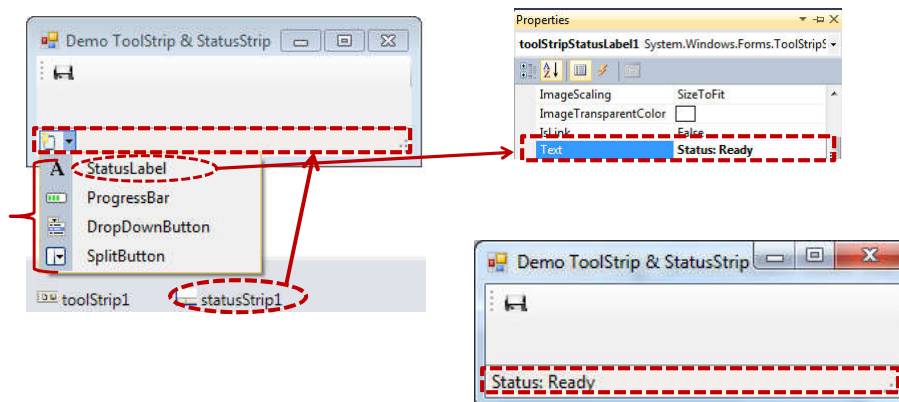 Demo ToolStrip & StatusStrip
A StatusLabel
ProgressBar
DropDownButton
SplitButton
toolStrip1
statusStrip1
Properties
toolStripStatusLabel1 System.Windows.Forms.ToolStripS
ImageScaling SizeToFit
ImageTransparentColor
IsLink False
Text Status: Ready
Demo ToolStrip & StatusStrip
Status: Ready